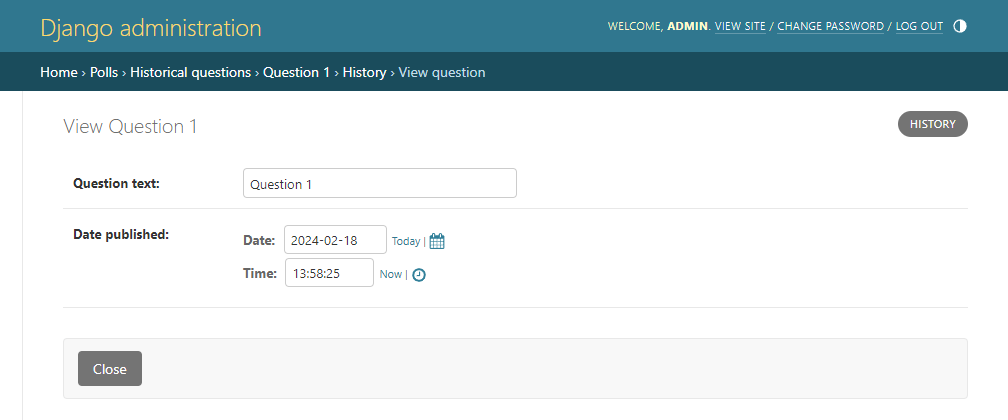 Django administration
WELCOME, ADMIN. VIEW SITE / CHANGE PASSWORD / LOG OUT
Home › Polls › Historical questions › Question 1 › History › View question
View Question 1
HISTORY
Question text:
Question 1
Date published:
Date: 2024-02-18 Today |
Time: 13:58:25 Now |
Close